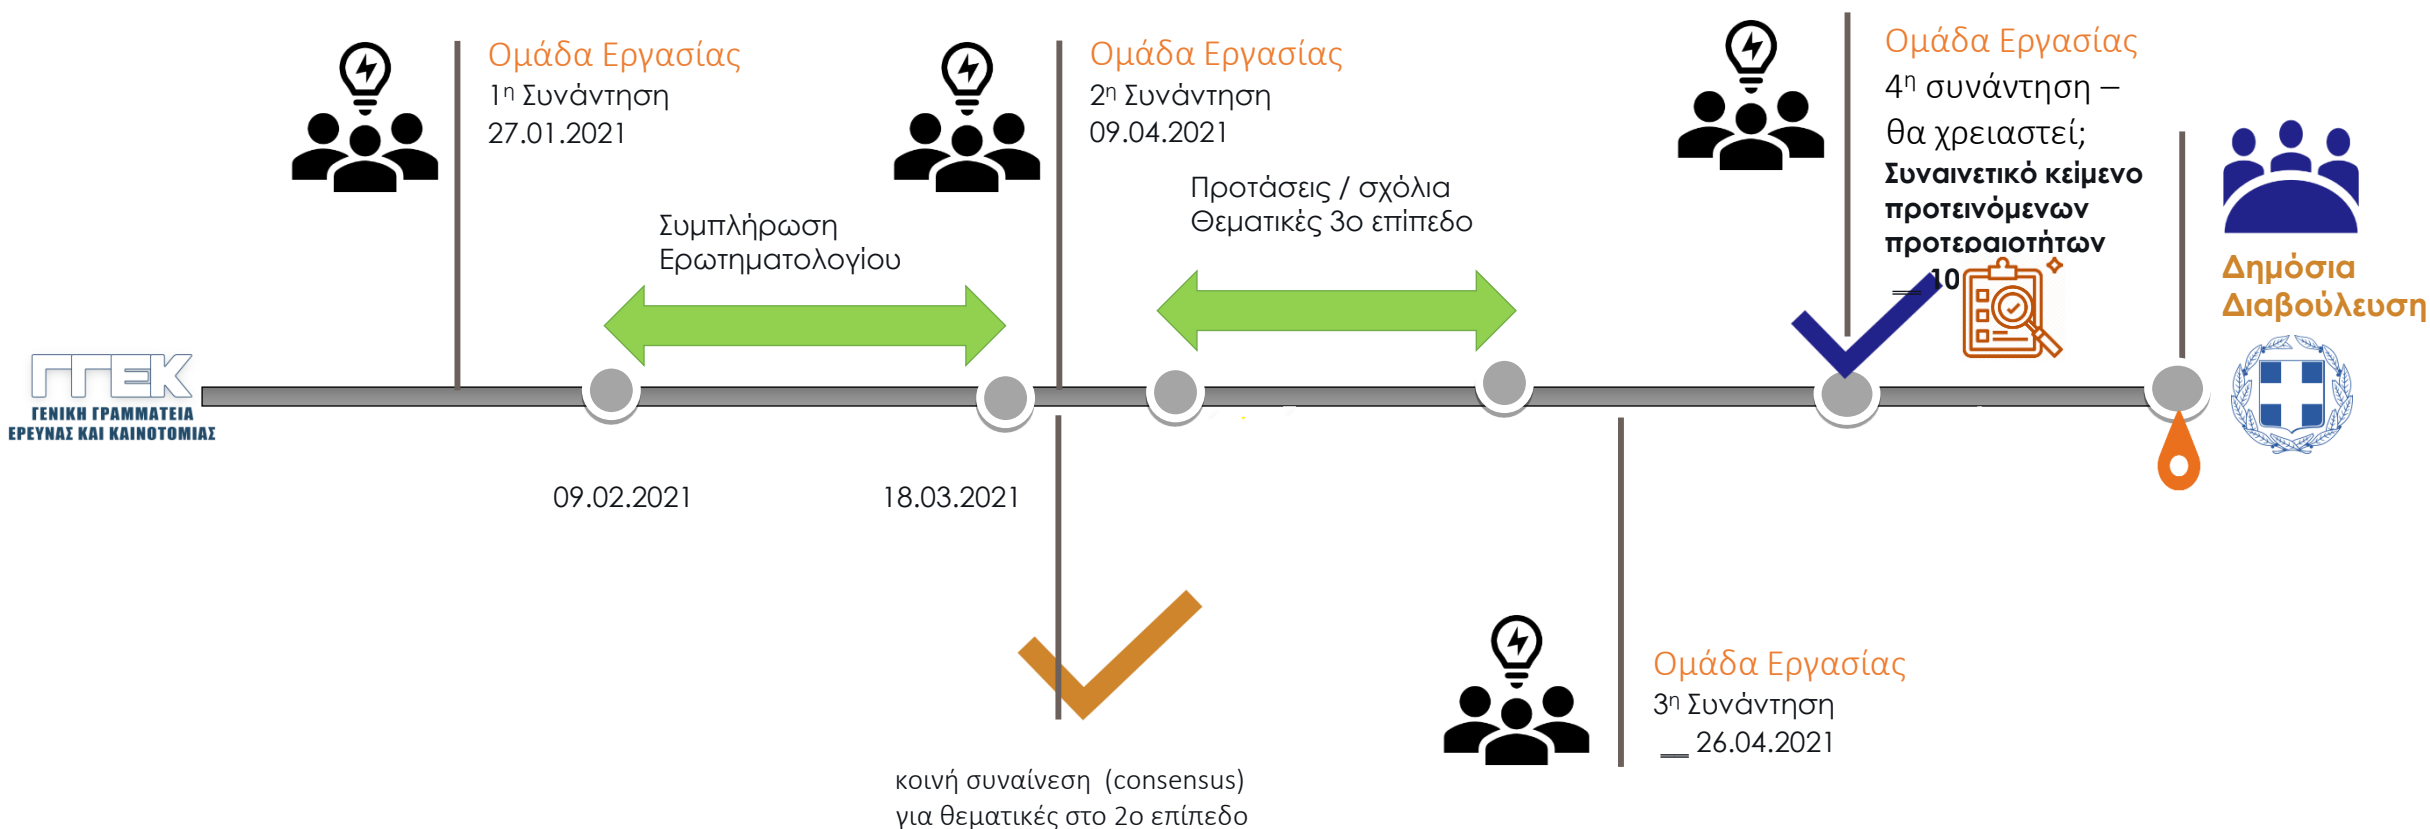 Ομάδα Εργασίας
1η Συνάντηση
27.01.2021
Ομάδα Εργασίας
2η Συνάντηση
09.04.2021
Ομάδα Εργασίας
4η συνάντηση –
θα χρειαστεί;
Συναινετικό κείμενο
προτεινόμενων
προτεραιοτήτων
__ 10
Προτάσεις / σχόλια
Θεματικές 3ο επίπεδο
Συμπλήρωση
Ερωτηματολογίου
Δημόσια
Διαβούλευση
ΓΓΕΚ
ΓΕΝΙΚΗ ΓΡΑΜΜΑΤΕΙΑ
ΕΡΕΥΝΑΣ ΚΑΙ ΚΑΙΝΟΤΟΜΙΑΣ
09.02.2021
18.03.2021
Ομάδα Εργασίας
3η Συνάντηση
__ 26.04.2021
κοινή συναίνεση (consensus)
για θεματικές στο 2ο επίπεδο